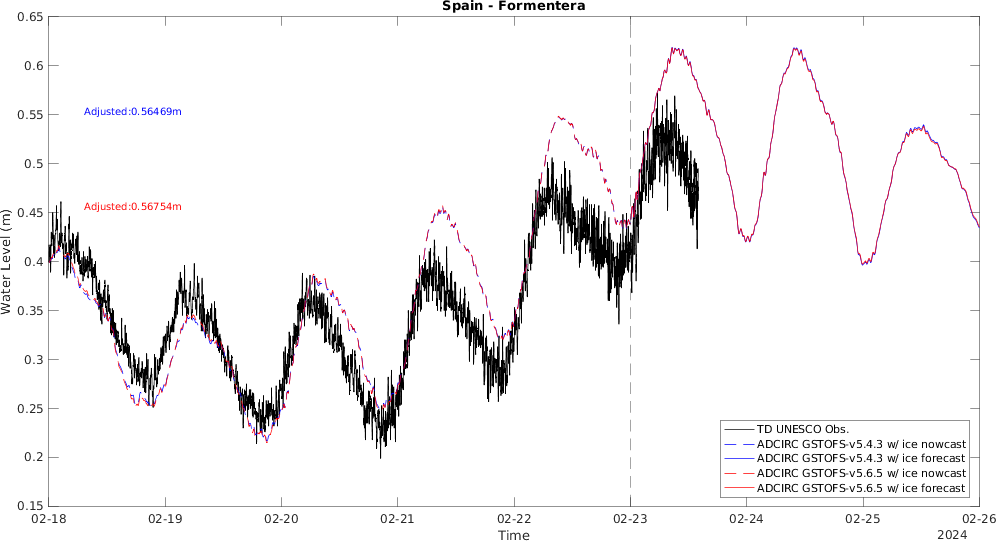 Spain - Formentera
0.65
0.6
0.55
0.5
0.45
0.4
0.35
0.3
0.25
0.2
0.15
Water Level (m)
Adjusted:0.56469m
Adjusted:0.56754m
TD UNESCO Obs.
ADCIRC GSTOFS-v5.4.3 w/ ice nowcast
ADCIRC GSTOFS-v5.4.3 w/ ice forecast
ADCIRC GSTOFS-v5.6.5 w/ ice nowcast
ADCIRC GSTOFS-v5.6.5 w/ ice forecast
02-18 02-19 02-20 02-21 02-22 02-23 02-24 02-25 02-26
Time
2024